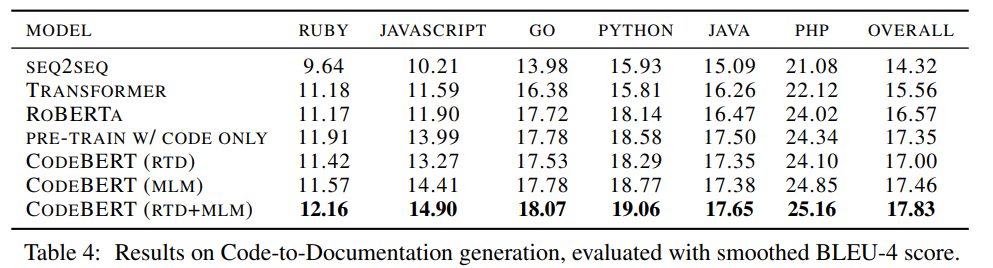 MODEL RUBY JAVASCRIPT GO PYTHON JAVA PHP OVERALL
SEQ2SEQ 9.64 10.21 13.98 15.93 15.09 21.08 14.32
TRANSFORMER 11.18 11.59 16.38 15.81 16.26 22.12 15.56
ROBERTA 11.17 11.90 17.72 18.14 16.47 24.02 16.57
PRE-TRAIN W/ CODE ONLY 11.91 13.99 17.78 18.58 17.50 24.34 17.35
CODEBERT (RTD) 11.42 13.27 17.53 18.29 17.35 24.10 17.00
CODEBERT (MLM) 11.57 14.41 17.78 18.77 17.38 24.85 17.46
CODEBERT (RTD+MLM) 12.16 14.90 18.07 19.06 17.65 25.16 17.83
Table 4: Results on Code-to-Documentation generation, evaluated with smoothed BLEU-4 score.